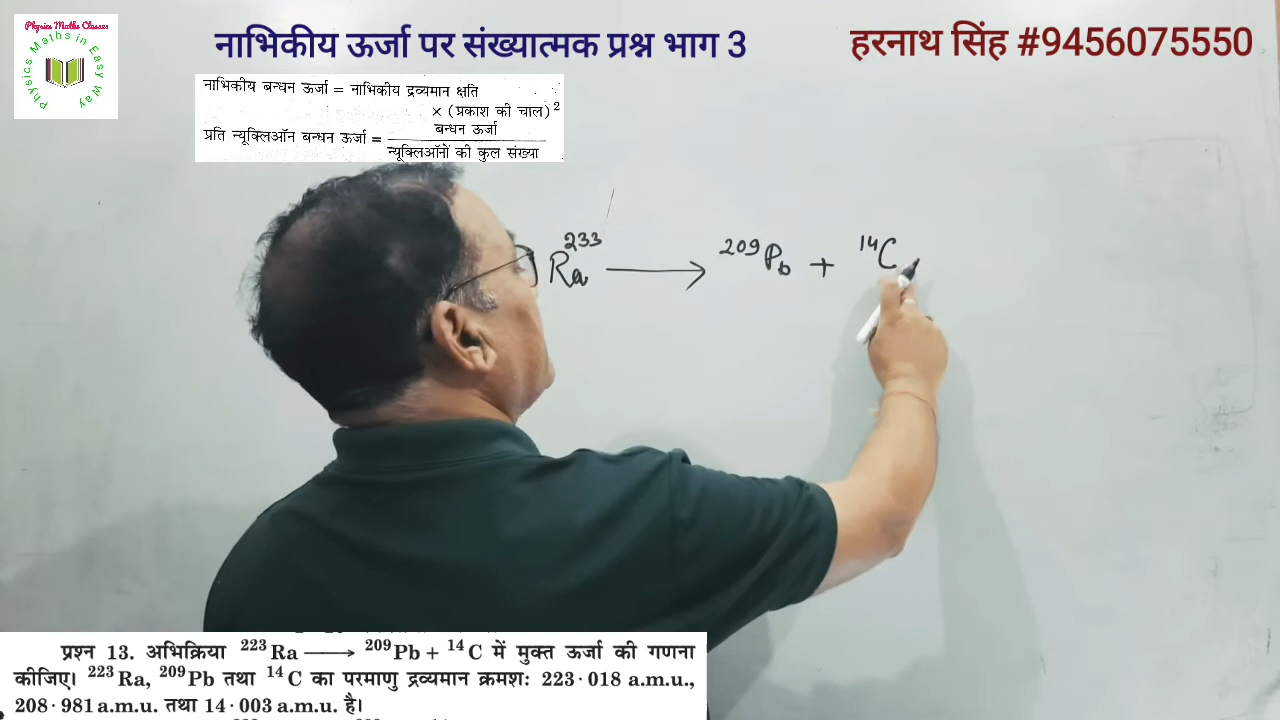 Physics Maths Classes
Physics Maths in Easy Way
नाभिकीय ऊर्जा पर संख्यात्मक प्रश्न भाग 3
हरनाथ सिंह #9456075550
नाभिकीय बन्धन ऊर्जा = नाभिकीय द्रव्यमान क्षति
× (प्रकाश की चाल)²
प्रति न्यूक्लिऑन बन्धन ऊर्जा = बन्धन ऊर्जा
न्यूक्लिऑनों की कुल संख्या
Ra²³³ ⟶ ²⁰⁹Pb + ¹⁴C
प्रश्न 13. अभिक्रिया ²²³Ra ⟶ ²⁰⁹Pb + ¹⁴C में मुक्त ऊर्जा की गणना
कीजिए। ²²³Ra, ²⁰⁹Pb तथा ¹⁴C का परमाणु द्रव्यमान क्रमशः 223·018 a.m.u.,
208·981 a.m.u. तथा 14·003 a.m.u. है।